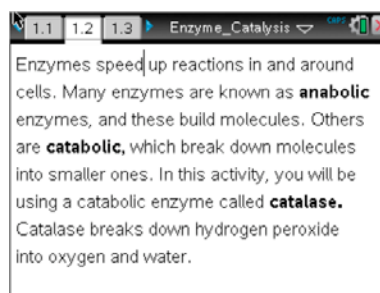 1.1 1.2 1.3 Enzyme_Catalysis CAPS
Enzymes speed up reactions in and around
cells. Many enzymes are known as anabolic
enzymes, and these build molecules. Others
are catabolic, which break down molecules
into smaller ones. In this activity, you will be
using a catabolic enzyme called catalase.
Catalase breaks down hydrogen peroxide
into oxygen and water.